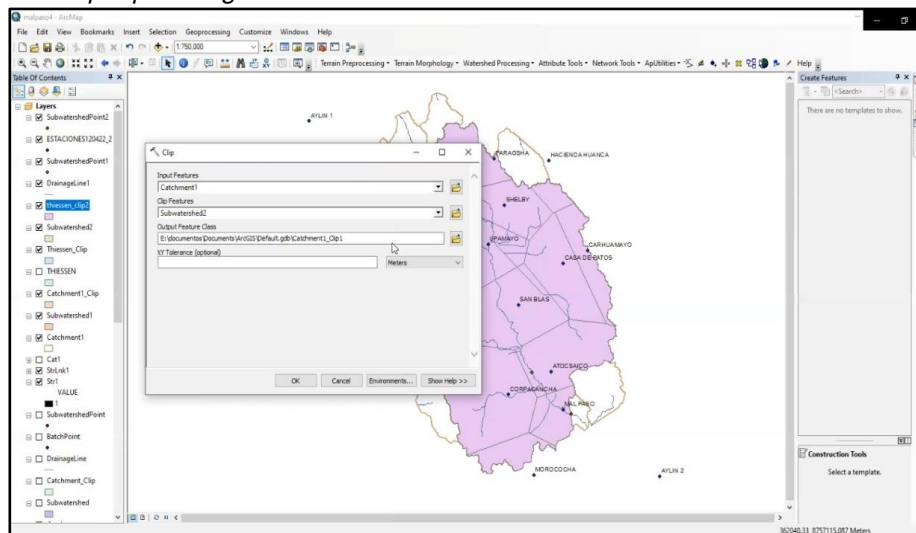 malpaso4 - ArcMap
File Edit View Bookmarks Insert Selection Geoprocessing Customize Windows Help
1:750,000
Terrain Preprocessing Terrain Morphology Watershed Processing Attribute Tools Network Tools ApUtilities Help
Table Of Contents
Layers
SubwatershedPoint2
ESTACIONES120422_2
SubwatershedPoint1
DrainageLine1
thiessen_clip2
Subwatershed2
Thiessen_Clip
THIESSEN
Catchment1_Clip
Subwatershed1
Catchment1
Cat1
StrLnk1
Str1
VALUE
1
SubwatershedPoint
BatchPoint
DrainageLine
Catchment_Clip
Subwatershed
Clip
Input Features
Catchment1
Clip Features
Subwatershed2
Output Feature Class
E:\documentos\Documents\ArcGIS\Default.gdb\Catchment1_Clip1
XY Tolerance (optional)
Meters
OK Cancel Environments... Show Help >>
AYLIN 1
PARAGSHA
HACIENDA HUANCA
SHELBY
UPAMAYO
CARHUAMAYO
CASA DE PATOS
SAN BLAS
ATOCSAICO
CORPACANCHA
MAL PASO
MOROCOCHA
AYLIN 2
Create Features
<Search>
There are no templates to show.
Construction Tools
Select a template.
362040,33 8757115,087 Meters